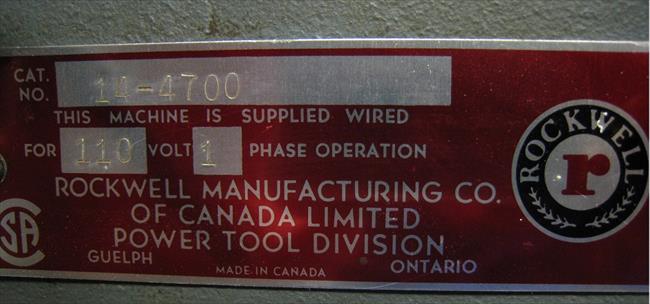 CAT. NO. 14-4700
THIS MACHINE IS SUPPLIED WIRED
FOR 110 VOLT 1 PHASE OPERATION
ROCKWELL MANUFACTURING CO.
OF CANADA LIMITED
POWER TOOL DIVISION
GUELPH ONTARIO
MADE IN CANADA
ROCKWELL
r
SA